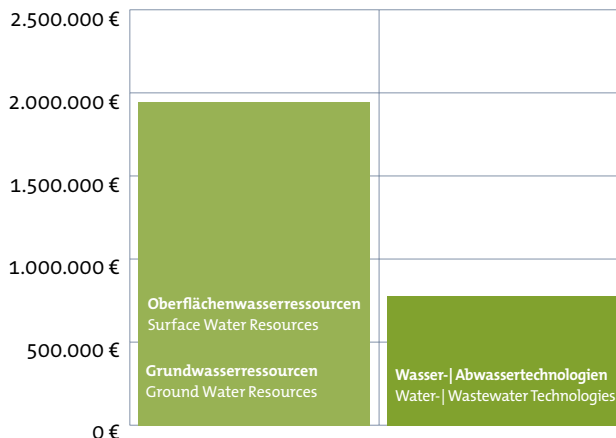 2.500.000 €
2.000.000 €
1.500.000 €
1.000.000 €
500.000 €
0 €
Oberflächenwasserressourcen
Surface Water Resources
Grundwasserressourcen
Ground Water Resources
Wasser-| Abwassertechnologien
Water-| Wastewater Technologies